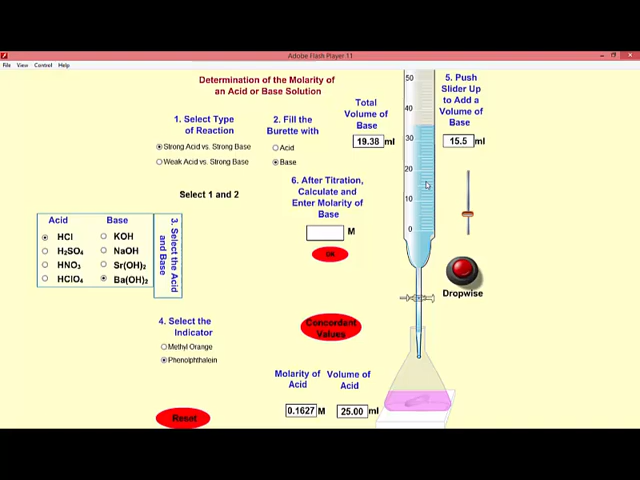 Adobe Flash Player 11
File View Control Help
Determination of the Molarity of
an Acid or Base Solution
1. Select Type
of Reaction
Strong Acid vs. Strong Base
Weak Acid vs. Strong Base
2. Fill the
Burette with
Acid
Base
Select 1 and 2
Acid
Base
HCl
KOH
H₂SO₄
NaOH
HNO₃
Sr(OH)₂
HClO₄
Ba(OH)₂
3. Select the Acid
and Base
4. Select the
Indicator
Methyl Orange
Phenolphthalein
Reset
Total
Volume of
Base
19.38 ml
6. After Titration,
Calculate and
Enter Molarity of
Base
M
OK
Concordant
Values
Molarity of
Acid
0.1627 M
Volume of
Acid
25.00 ml
50
40
30
20
10
0
5. Push
Slider Up
to Add a
Volume of
Base
15.5 ml
Dropwise